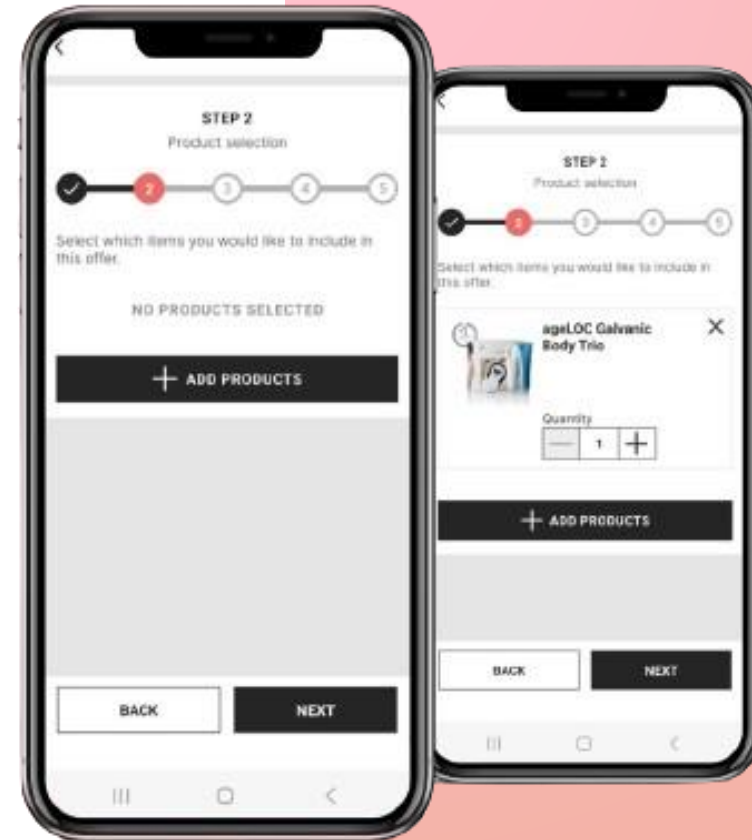 STEP 2
Product selection
2
3
4
5
Select which items you would like to include in
this offer.
NO PRODUCTS SELECTED
ADD PRODUCTS
BACK
NEXT
STEP 2
Product selection
2
3
4
5
Select which items you would like to include in
this offer.
ageLOC Galvanic
Body Trio
Quantity
1
ADD PRODUCTS
BACK
NEXT